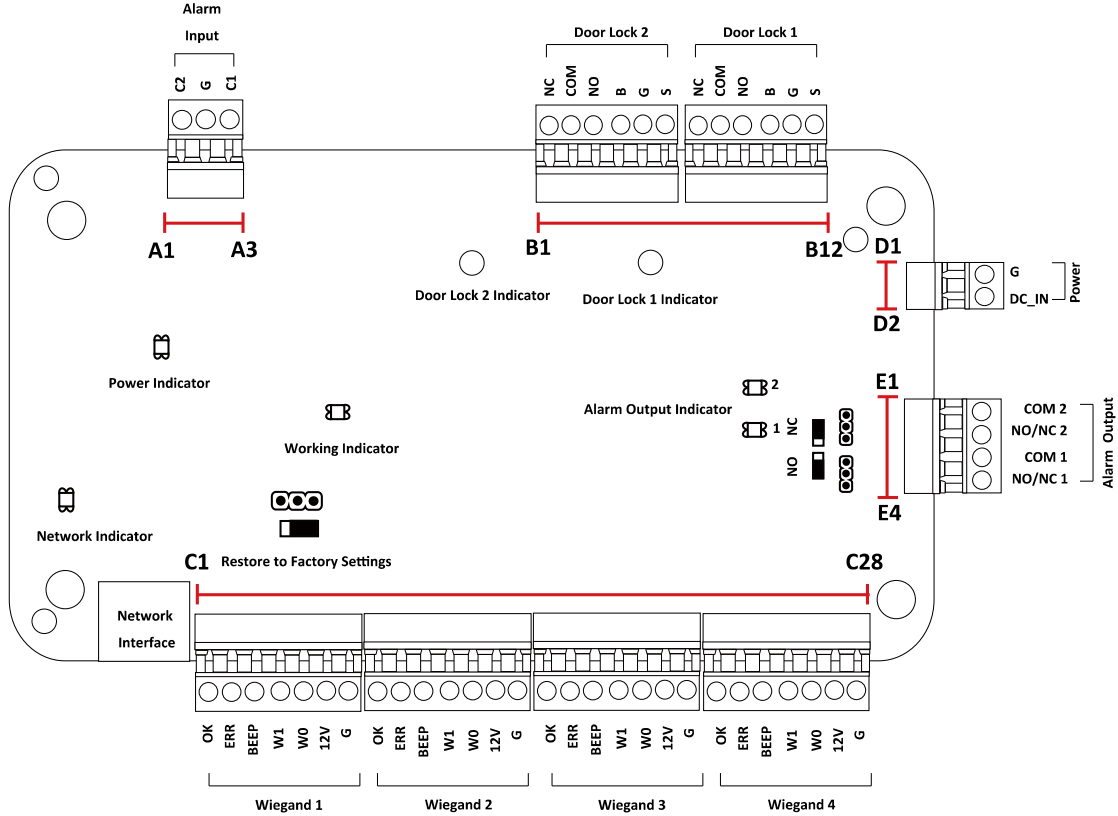 Alarm
Input
C2 G C1
Door Lock 2
Door Lock 1
NC COM NO B G S
NC COM NO B G S
A1 A3
B1 B12
D1
G
DC_IN
Power
D2
Door Lock 2 Indicator
Door Lock 1 Indicator
Power Indicator
Working Indicator
Network Indicator
Alarm Output Indicator
2
1
NC
NO
E1
COM 2
NO/NC 2
COM 1
NO/NC 1
Alarm Output
E4
Restore to Factory Settings
C1 C28
Network
Interface
OK ERR BEEP W1 W0 12V G
OK ERR BEEP W1 W0 12V G
OK ERR BEEP W1 W0 12V G
OK ERR BEEP W1 W0 12V G
Wiegand 1
Wiegand 2
Wiegand 3
Wiegand 4